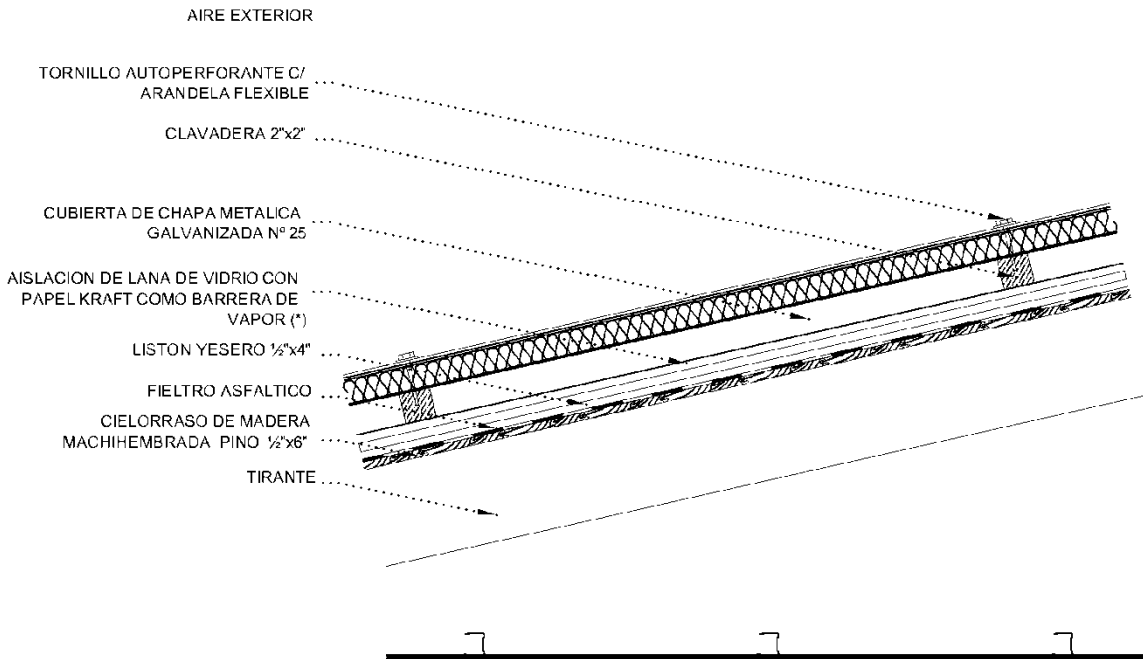 AIRE EXTERIOR
TORNILLO AUTOPERFORANTE C/
ARANDELA FLEXIBLE
CLAVADERA 2"x2"
CUBIERTA DE CHAPA METALICA
GALVANIZADA Nº 25
AISLACION DE LANA DE VIDRIO CON
PAPEL KRAFT COMO BARRERA DE
VAPOR (*)
LISTON YESERO ½"x4"
FIELTRO ASFALTICO
CIELORRASO DE MADERA
MACHIHEMBRADA PINO ½"x6"
TIRANTE